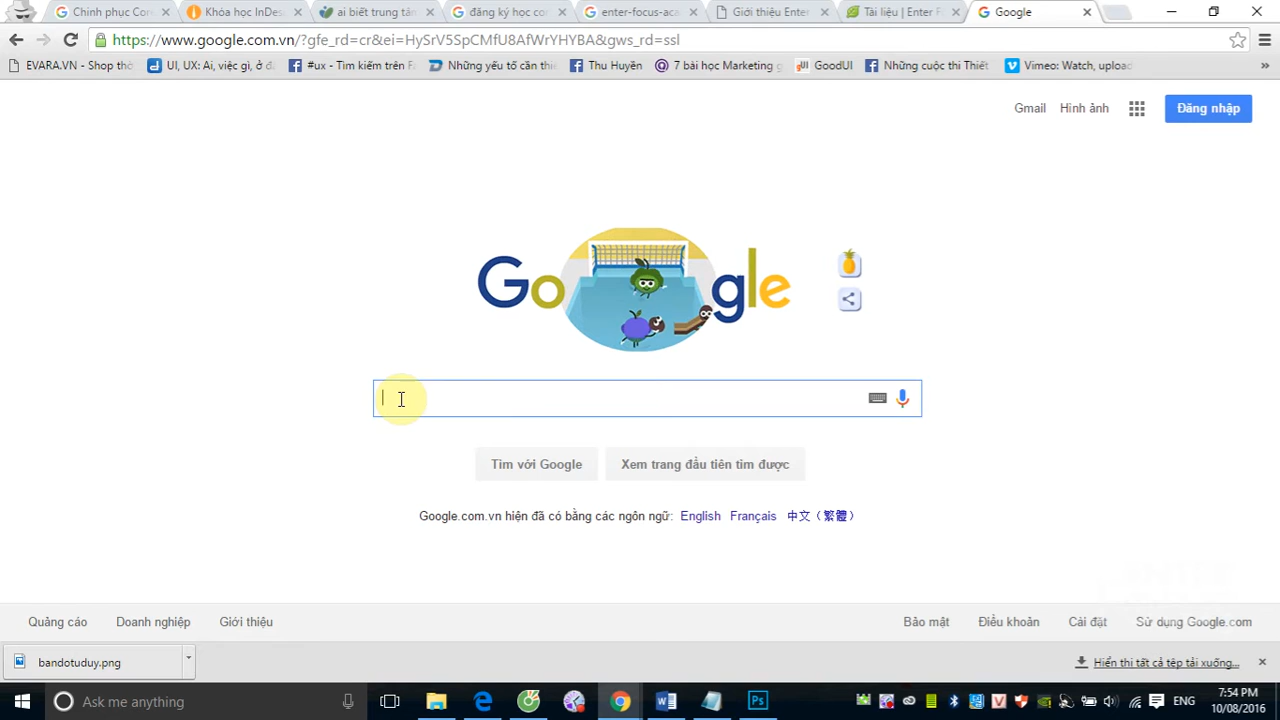 Chinh phục Con
Khóa học InDes
ai biết trung tân
đăng ký học co
enter-focus-aca
Giới thiệu Enter
Tài liệu | Enter F
Google
https://www.google.com.vn/?gfe_rd=cr&ei=HySrV5SpCMfU8AfWrYHYBA&gws_rd=ssl
EVARA.VN - Shop thờ
UI, UX: Ai, việc gì, ở đ
#ux - Tìm kiếm trên F
Những yếu tố cần thi
Thu Huyền
7 bài học Marketing
GoodUI
Những cuộc thi Thiết
Vimeo: Watch, uploa
Gmail
Hình ảnh
Đăng nhập
Google
Tìm với Google
Xem trang đầu tiên tìm được
Google.com.vn hiện đã có bằng các ngôn ngữ: English Français 中文（繁體）
Quảng cáo
Doanh nghiệp
Giới thiệu
Bảo mật
Điều khoản
Cài đặt
Sử dụng Google.com
bandotuduy.png
Hiển thị tất cả tệp tải xuống...
Ask me anything
ENG
7:54 PM
10/08/2016